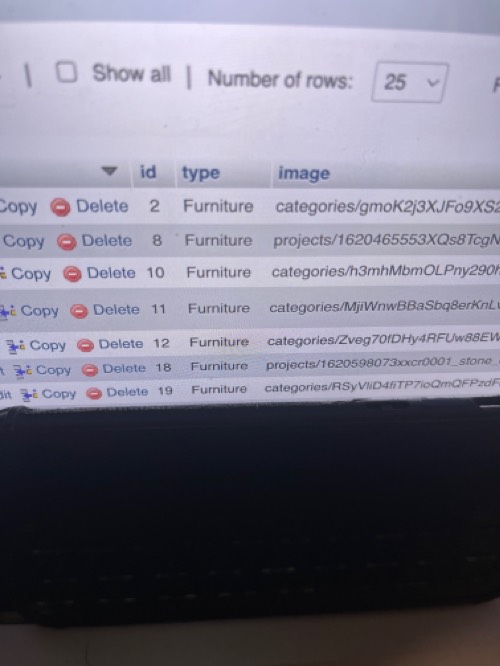 | Show all | Number of rows: 25
id type image
Copy Delete 2 Furniture categories/gmoK2j3XJFo9XS2
Copy Delete 8 Furniture projects/1620465553XQs8TcgN
Copy Delete 10 Furniture categories/h3mhMbmOLPny290h
Copy Delete 11 Furniture categories/MjiWnwBBaSbq8erKnL
Copy Delete 12 Furniture categories/Zveg70fDHy4RFUw88EW
Copy Delete 18 Furniture projects/1620598073xxcr0001_stone_
Copy Delete 19 Furniture categories/RSyVliD4fiTP7ioQmQFPzdF